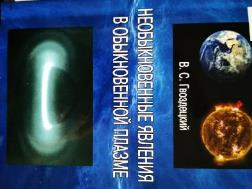 В. С. Гвоздецкий
НЕОБЫКНОВЕННЫЕ ЯВЛЕНИЯ
В ОБЫКНОВЕННОЙ ПЛАЗМЕ